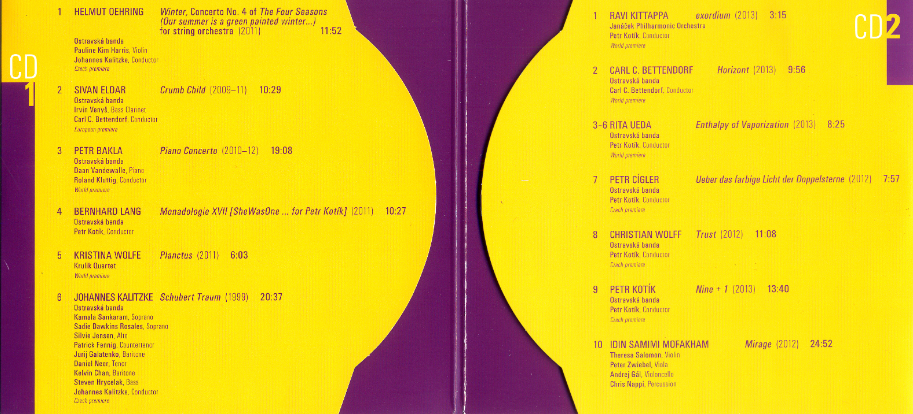 CD
1
1 HELMUT OEHRING Winter, Concerto No. 4 of The Four Seasons
(Our summer is a green painted winter...)
for string orchestra (2011) 11:52
Ostravská banda
Pauline Kim Harris, Violin
Johannes Kalitzke, Conductor
Czech premiere
2 SIVAN ELDAR Crumb Child (2009–11) 10:29
Ostravská banda
Irvin Venyš, Bass Clarinet
Carl C. Bettendorf, Conductor
European premiere
3 PETR BAKLA Piano Concerto (2010–12) 19:08
Ostravská banda
Daan Vandewalle, Piano
Roland Kluttig, Conductor
World premiere
4 BERNHARD LANG Monadologie XVII [SheWasOne ... for Petr Kotík] (2011) 10:27
Ostravská banda
Petr Kotík, Conductor
5 KRISTINA WOLFE Planctus (2011) 6:03
Krulik Quartet
World premiere
6 JOHANNES KALITZKE Schubert Traum (1999) 20:37
Ostravská banda
Kamala Sankaram, Soprano
Sadie Dawkins Rosales, Soprano
Silvie Jensen, Alto
Patrick Fennig, Countertenor
Jurij Galatenko, Baritone
Daniel Neer, Tenor
Kelvin Chan, Baritone
Steven Hrycelak, Bass
Johannes Kalitzke, Conductor
Czech premiere
CD2
1 RAVI KITTAPPA exordium (2013) 3:15
Janáček Philharmonic Orchestra
Petr Kotík, Conductor
World premiere
2 CARL C. BETTENDORF Horizont (2013) 9:56
Ostravská banda
Carl C. Bettendorf, Conductor
World premiere
3–6 RITA UEDA Enthalpy of Vaporization (2013) 8:25
Ostravská banda
Petr Kotík, Conductor
World premiere
7 PETR CÍGLER Ueber das farbige Licht der Doppelsterne (2012) 7:57
Ostravská banda
Petr Kotík, Conductor
Czech premiere
8 CHRISTIAN WOLFF Trust (2012) 11:08
Ostravská banda
Petr Kotík, Conductor
Czech premiere
9 PETR KOTÍK Nine + 1 (2013) 13:40
Ostravská banda
Petr Kotík, Conductor
Czech premiere
10 IDIN SAMIMI MOFAKHAM Mirage (2012) 24:52
Theresa Salomon, Violin
Peter Zwiebel, Viola
Andrej Gál, Violoncello
Chris Nappi, Percussion